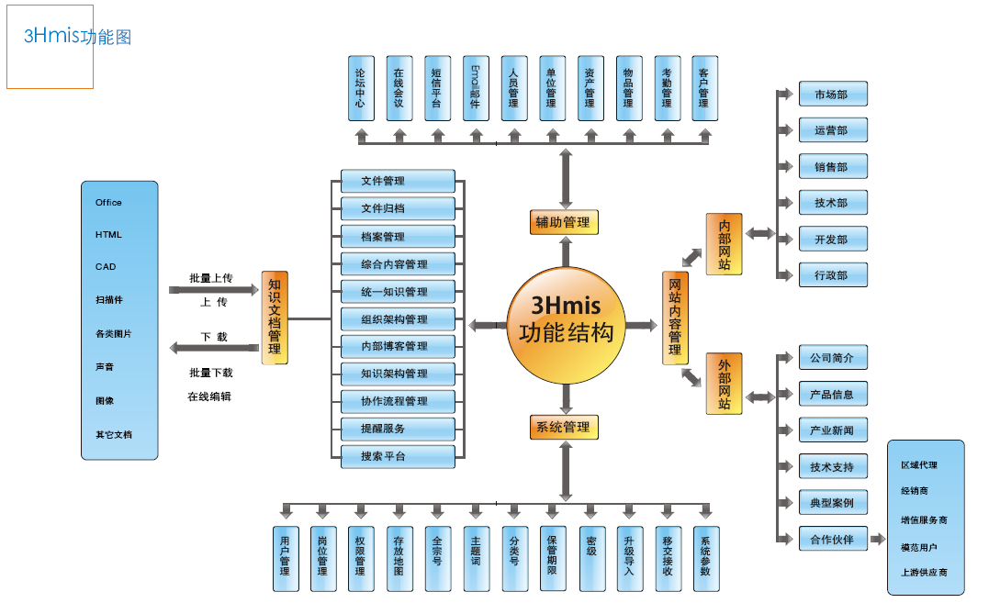 3Hmis功能图
论坛中心
在线会议
短信平台
Email邮件
人员管理
单位管理
资产管理
物品管理
考勤管理
客户管理
辅助管理
Office
HTML
CAD
扫描件
各类图片
声音
图像
其它文档
批量上传
上 传
下 载
批量下载
在线编辑
知识文档管理
文件管理
文件归档
档案管理
综合内容管理
统一知识管理
组织架构管理
内部博客管理
知识架构管理
协作流程管理
提醒服务
搜索平台
3Hmis
功能结构
网站内容管理
内部网站
市场部
运营部
销售部
技术部
开发部
行政部
外部网站
公司简介
产品信息
产业新闻
技术支持
典型案例
合作伙伴
区域代理
经销商
增值服务商
模范用户
上游供应商
系统管理
用户管理
岗位管理
权限管理
存放地图
全宗号
主题词
分类号
保管期限
密级
升级导入
移交接收
系统参数